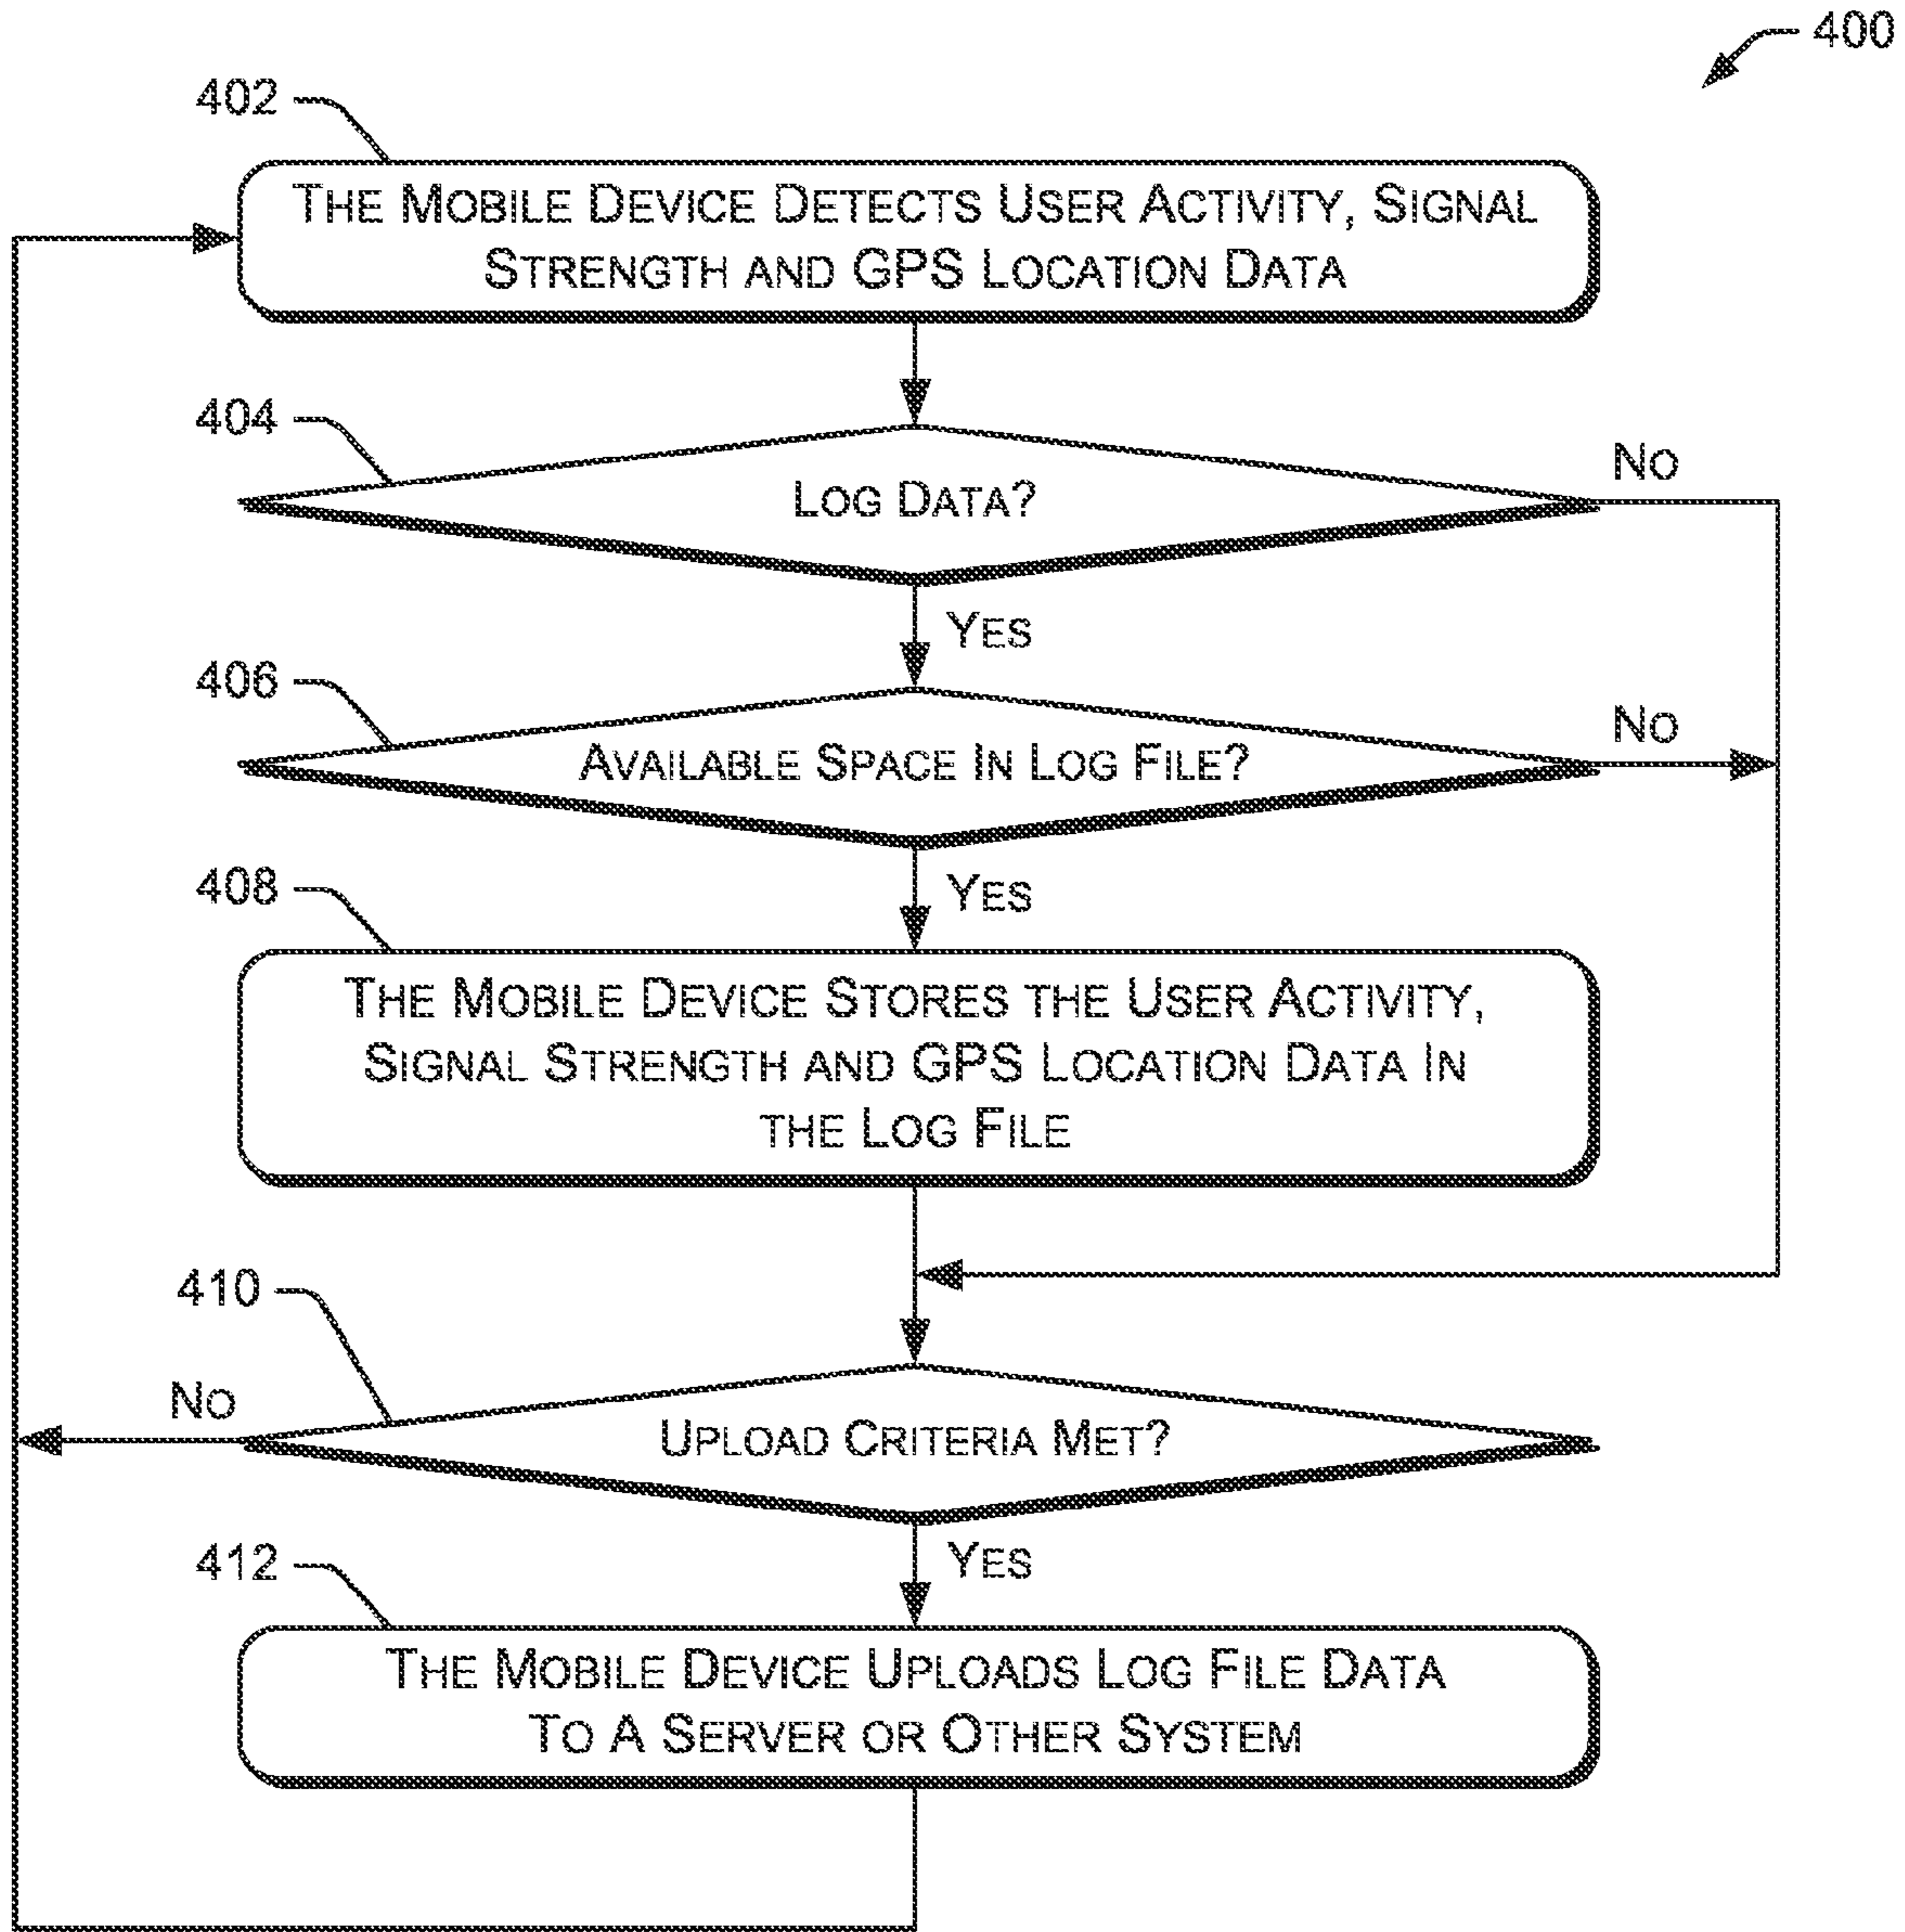 400
402
THE MOBILE DEVICE DETECTS USER ACTIVITY, SIGNAL
STRENGTH AND GPS LOCATION DATA
404
LOG DATA?
NO
YES
406
AVAILABLE SPACE IN LOG FILE?
NO
YES
408
THE MOBILE DEVICE STORES THE USER ACTIVITY,
SIGNAL STRENGTH AND GPS LOCATION DATA IN
THE LOG FILE
410
NO
UPLOAD CRITERIA MET?
YES
412
THE MOBILE DEVICE UPLOADS LOG FILE DATA
TO A SERVER OR OTHER SYSTEM